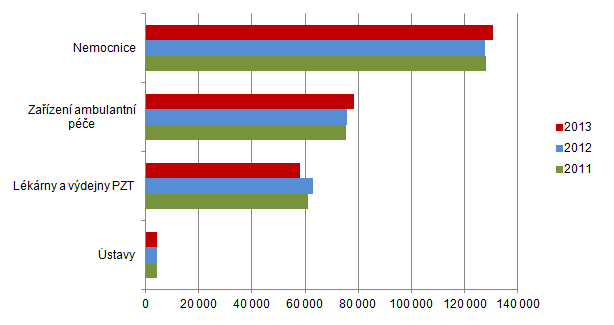 Nemocnice
Zařízení ambulantní
péče
Lékárny a výdejny PZT
Ústavy
0 20 000 40 000 60 000 80 000 100 000 120 000 140 000
2013
2012
2011